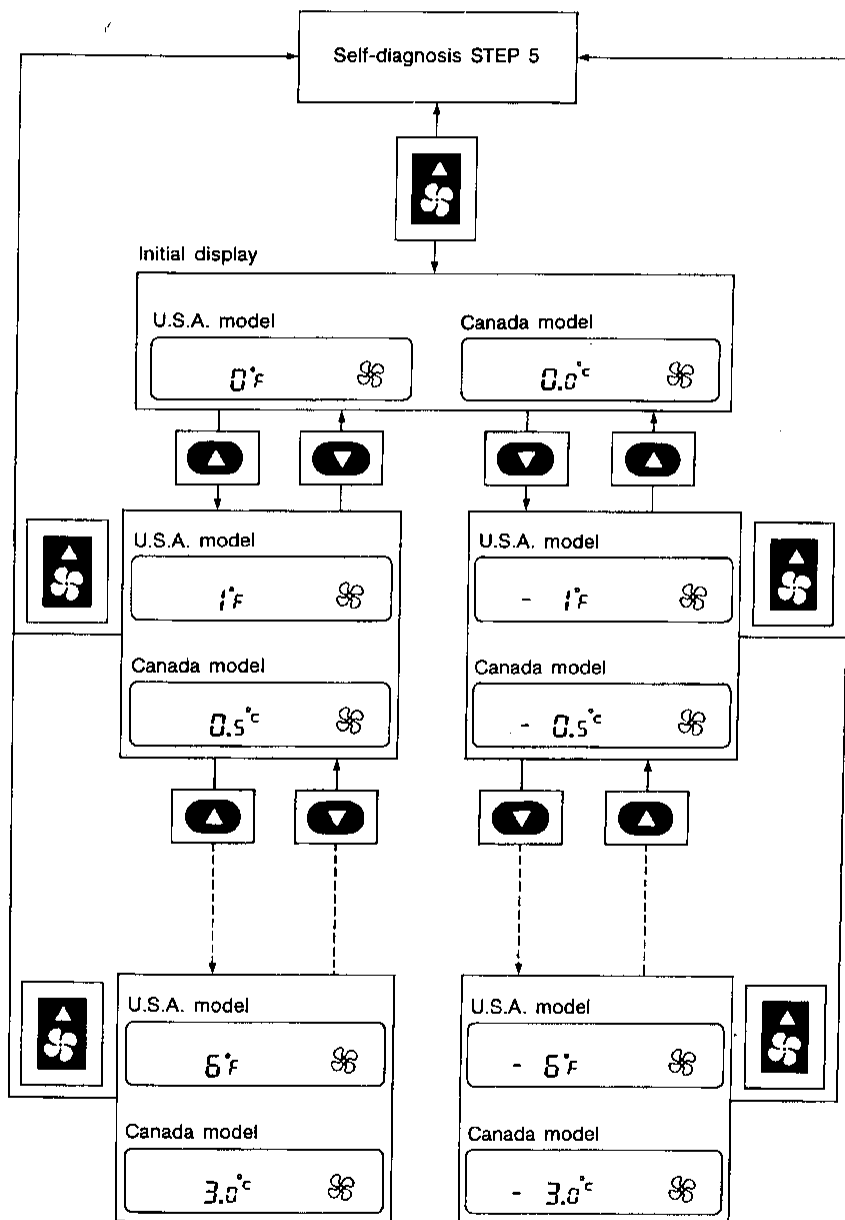 Self-diagnosis STEP 5
Initial display
U.S.A. model
Canada model
0°F
0.0°C
U.S.A. model
1°F
Canada model
0.5°C
U.S.A. model
- 1°F
Canada model
- 0.5°C
U.S.A. model
6°F
Canada model
3.0°C
U.S.A. model
- 6°F
Canada model
- 3.0°C